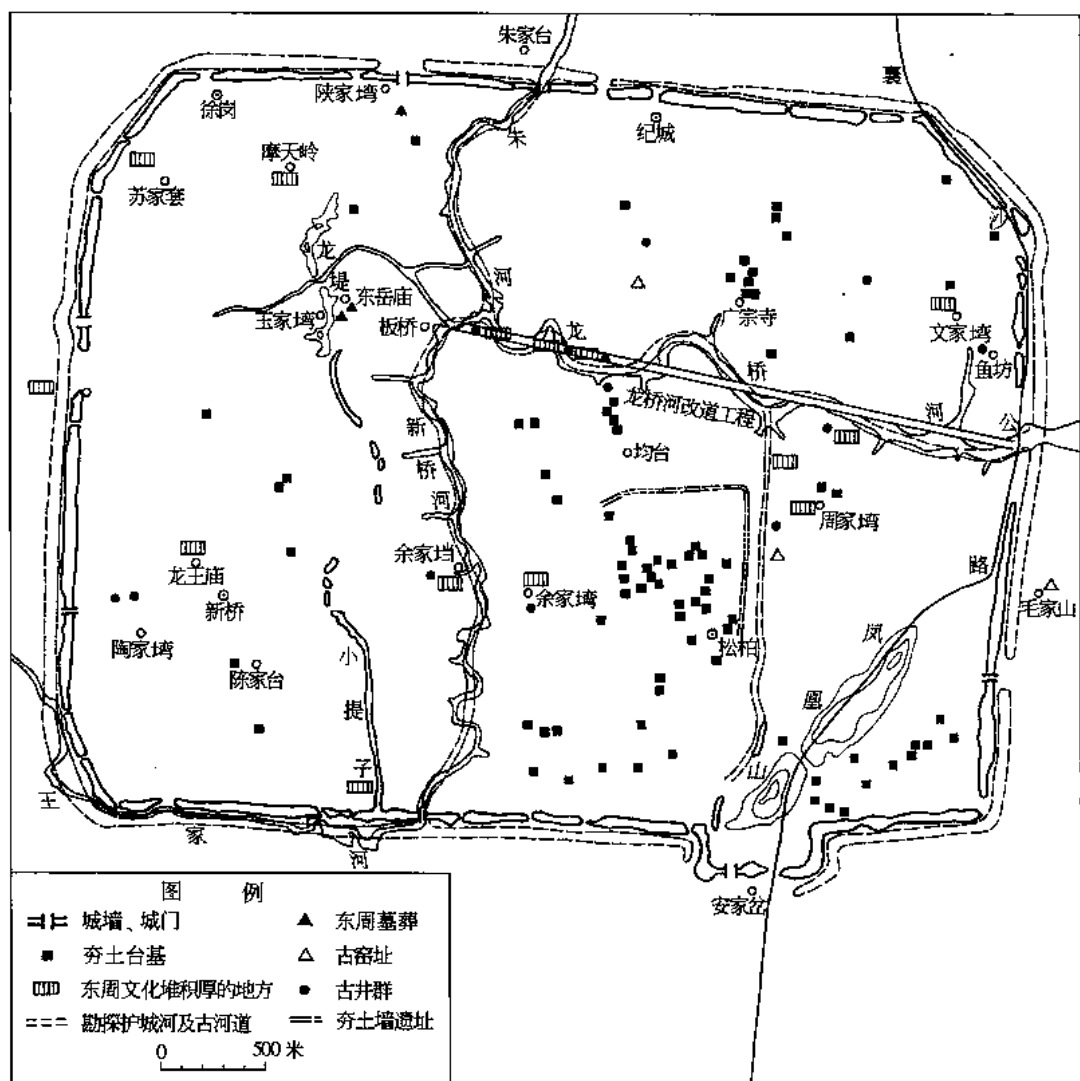 朱家台
襄
陕家塆
徐岗
朱
纪城
摩天岭
苏家套
沙
龙
河
堤
东岳庙
广宗寺
玉家塆
板桥
龙
文家塆
桥
鱼坊
龙桥河改道工程
河
公
新
桥
均台
河
周家塆
余家垱
路
龙王庙
余家塆
毛家山
新桥
凤
陶家塆
小
松柏
陈家台
凰
提
山
子
王
家
河
安家岔
图 例
城墙、城门
东周墓葬
夯土台基
古窑址
东周文化堆积厚的地方
古井群
勘探护城河及古河道
夯土墙遗址
0 500 米